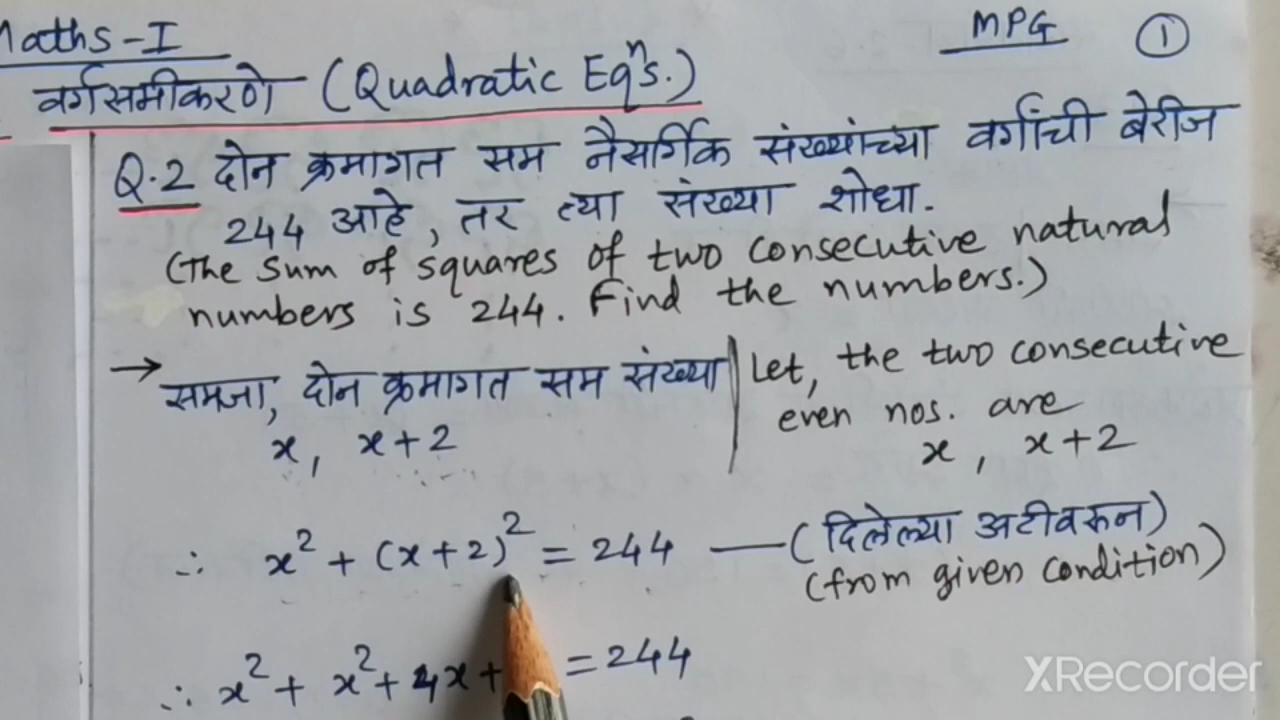 Maths-I
MPG ①
वर्गसमीकरणे (Quadratic Eqⁿs.)
Q.2 दोन क्रमागत सम नैसर्गिक संख्यांच्या वर्गांची बेरीज
244 आहे, तर त्या संख्या शोधा.
(The sum of squares of two consecutive natural
numbers is 244. Find the numbers.)
→ समजा, दोन क्रमागत सम संख्या
x, x+2
Let, the two consecutive
even nos. are
x, x+2
∴ x² + (x+2)² = 244 — (दिलेल्या अटीवरून)
(from given condition)
∴ x² + x² + 4x + = 244
XRecorder